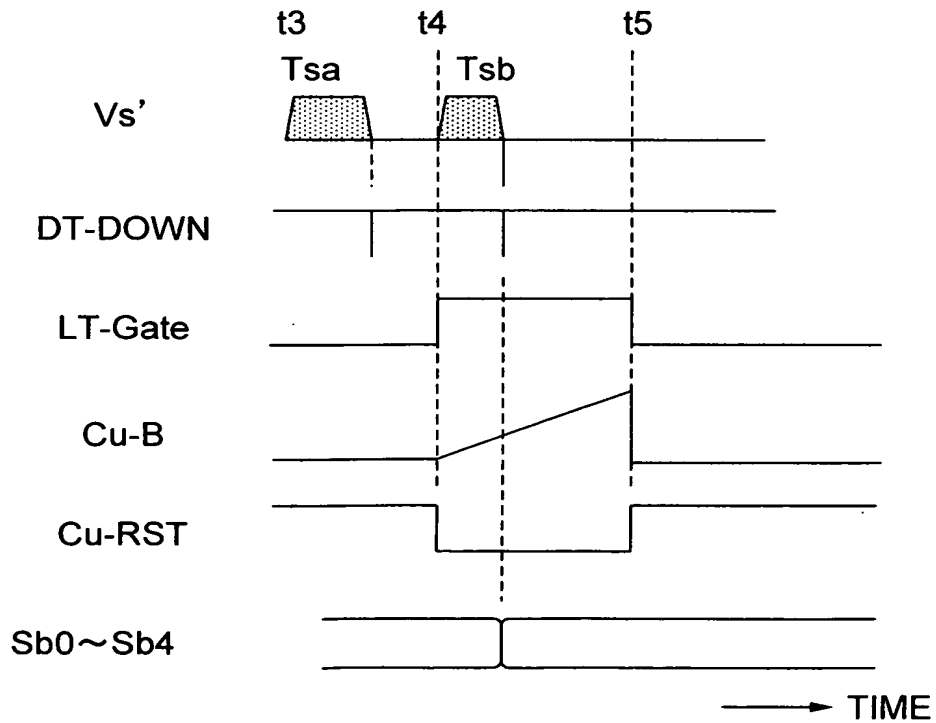 t3 t4 t5
Tsa Tsb
Vs’
DT-DOWN
LT-Gate
Cu-B
Cu-RST
Sb0～Sb4
TIME